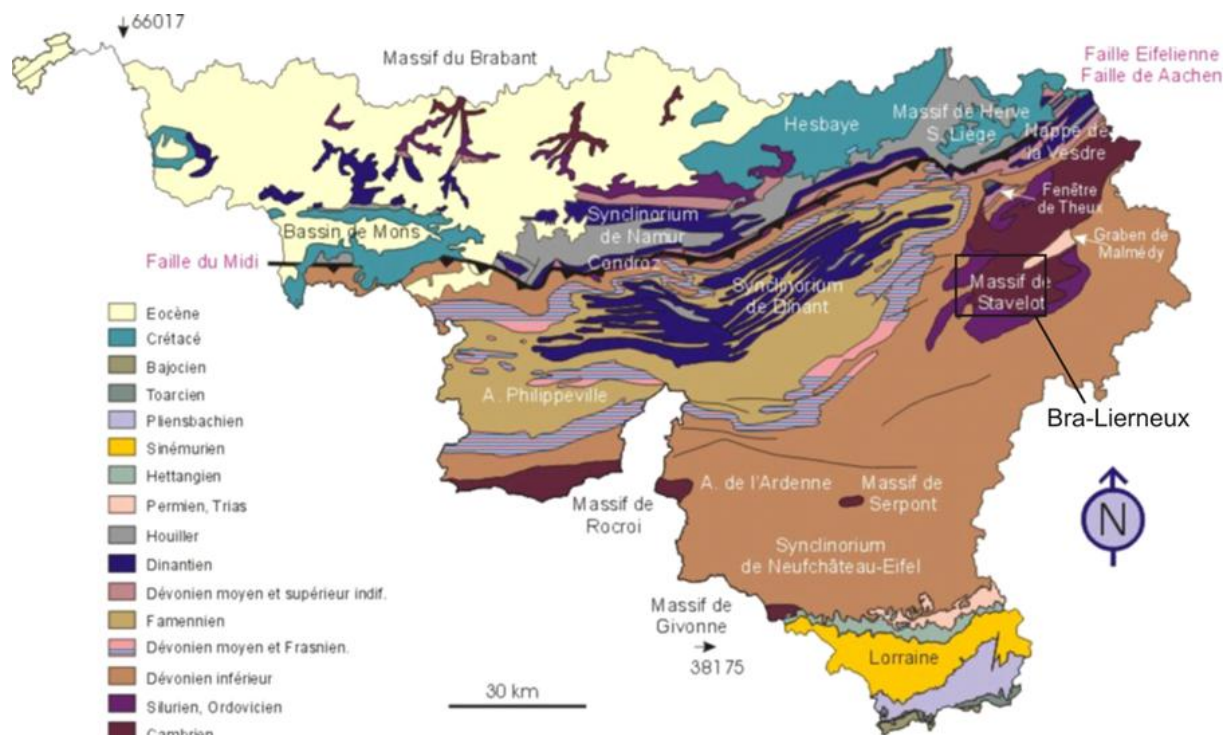 66017
Massif du Brabant
Faille Eifelienne
Faille de Aachen
Hesbaye
Massif de Herve
S. Liège
Nappe de
la Vesdre
Fenêtre
de Theux
Synclinorium
de Namur
Bassin de Mons
Graben de
Malmédy
Faille du Midi
Condroz
Synclinorium
de Dinant
Massif de
Stavelot
A. Philippeville
Bra-Lierneux
Eocène
Crétacé
Bajocien
Toarcien
Pliensbachien
Sinémurien
Hettangien
Permien, Trias
Houiller
Dinantien
Dévonien moyen et supérieur indif.
Famennien
Dévonien moyen et Frasnien.
Dévonien inférieur
Silurien, Ordovicien
Cambrien
Massif de
Rocroi
A. de l'Ardenne
Massif de
Serpont
Synclinorium
de Neufchâteau-Eifel
Massif de
Givonne
38175
Lorraine
30 km
N